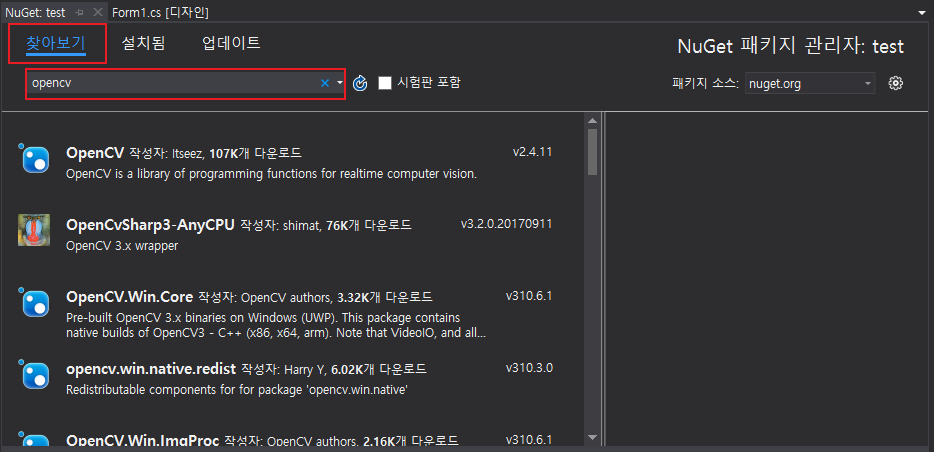 NuGet: test
Form1.cs [디자인]
찾아보기 설치됨 업데이트
NuGet 패키지 관리자: test
opencv
시험판 포함
패키지 소스: nuget.org
OpenCV 작성자: Itseez, 107K개 다운로드 v2.4.11
OpenCV is a library of programming functions for realtime computer vision.
OpenCvSharp3-AnyCPU 작성자: shimat, 76K개 다운로드 v3.2.0.20170911
OpenCV 3.x wrapper
OpenCV.Win.Core 작성자: OpenCV authors, 3.32K개 다운로드 v310.6.1
Pre-built OpenCV 3.x binaries on Windows (UWP). This package contains
native builds of OpenCV3 - C++ (x86, x64, arm). Note that VideoIO, and all...
opencv.win.native.redist 작성자: Harry Y, 6.02K개 다운로드 v310.3.0
Redistributable components for for package 'opencv.win.native'
OpenCV.Win.ImgProc 작성자: OpenCV authors, 2.16K개 다운로드 v310.6.1